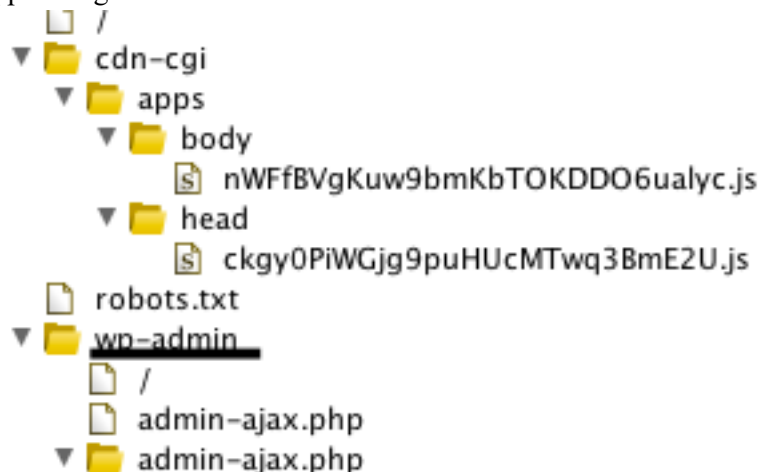 /
cdn-cgi
apps
body
nWFfBVgKuw9bmKbTOKDDO6ualyc.js
head
ckgy0PiWGjg9puHUcMTwq3BmE2U.js
robots.txt
wp-admin
/
admin-ajax.php
admin-ajax.php